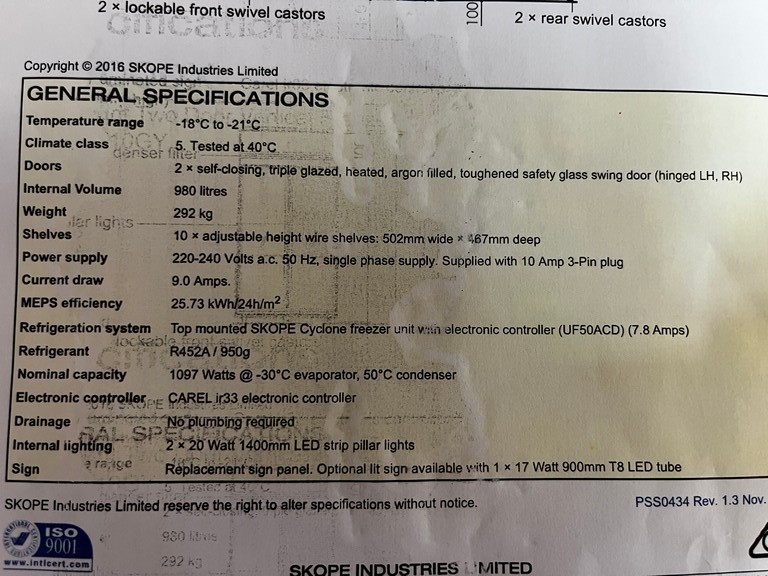 2 × lockable front swivel castors
100
2 × rear swivel castors
Copyright © 2016 SKOPE Industries Limited
GENERAL SPECIFICATIONS
Temperature range -18°C to -21°C
Climate class 5. Tested at 40°C
Doors 2 × self-closing, triple glazed, heated, argon filled, toughened safety glass swing door (hinged LH, RH)
Internal Volume 980 litres
Weight 292 kg
Shelves 10 × adjustable height wire shelves: 502mm wide × 467mm deep
Power supply 220-240 Volts a.c. 50 Hz, single phase supply. Supplied with 10 Amp 3-Pin plug
Current draw 9.0 Amps.
MEPS efficiency 25.73 kWh/24h/m²
Refrigeration system Top mounted SKOPE Cyclone freezer unit with electronic controller (UF50ACD) (7.8 Amps)
Refrigerant R452A / 950g
Nominal capacity 1097 Watts @ -30°C evaporator, 50°C condenser
Electronic controller CAREL ir33 electronic controller
Drainage No plumbing required
Internal lighting 2 × 20 Watt 1400mm LED strip pillar lights
Sign Replacement sign panel. Optional lit sign available with 1 × 17 Watt 900mm T8 LED tube
SKOPE Industries Limited reserve the right to alter specifications without notice.
PSS0434 Rev. 1.3 Nov.
ISO
9001
www.intlcert.com
980 litres
292 kg
SKOPE INDUSTRIES LIMITED